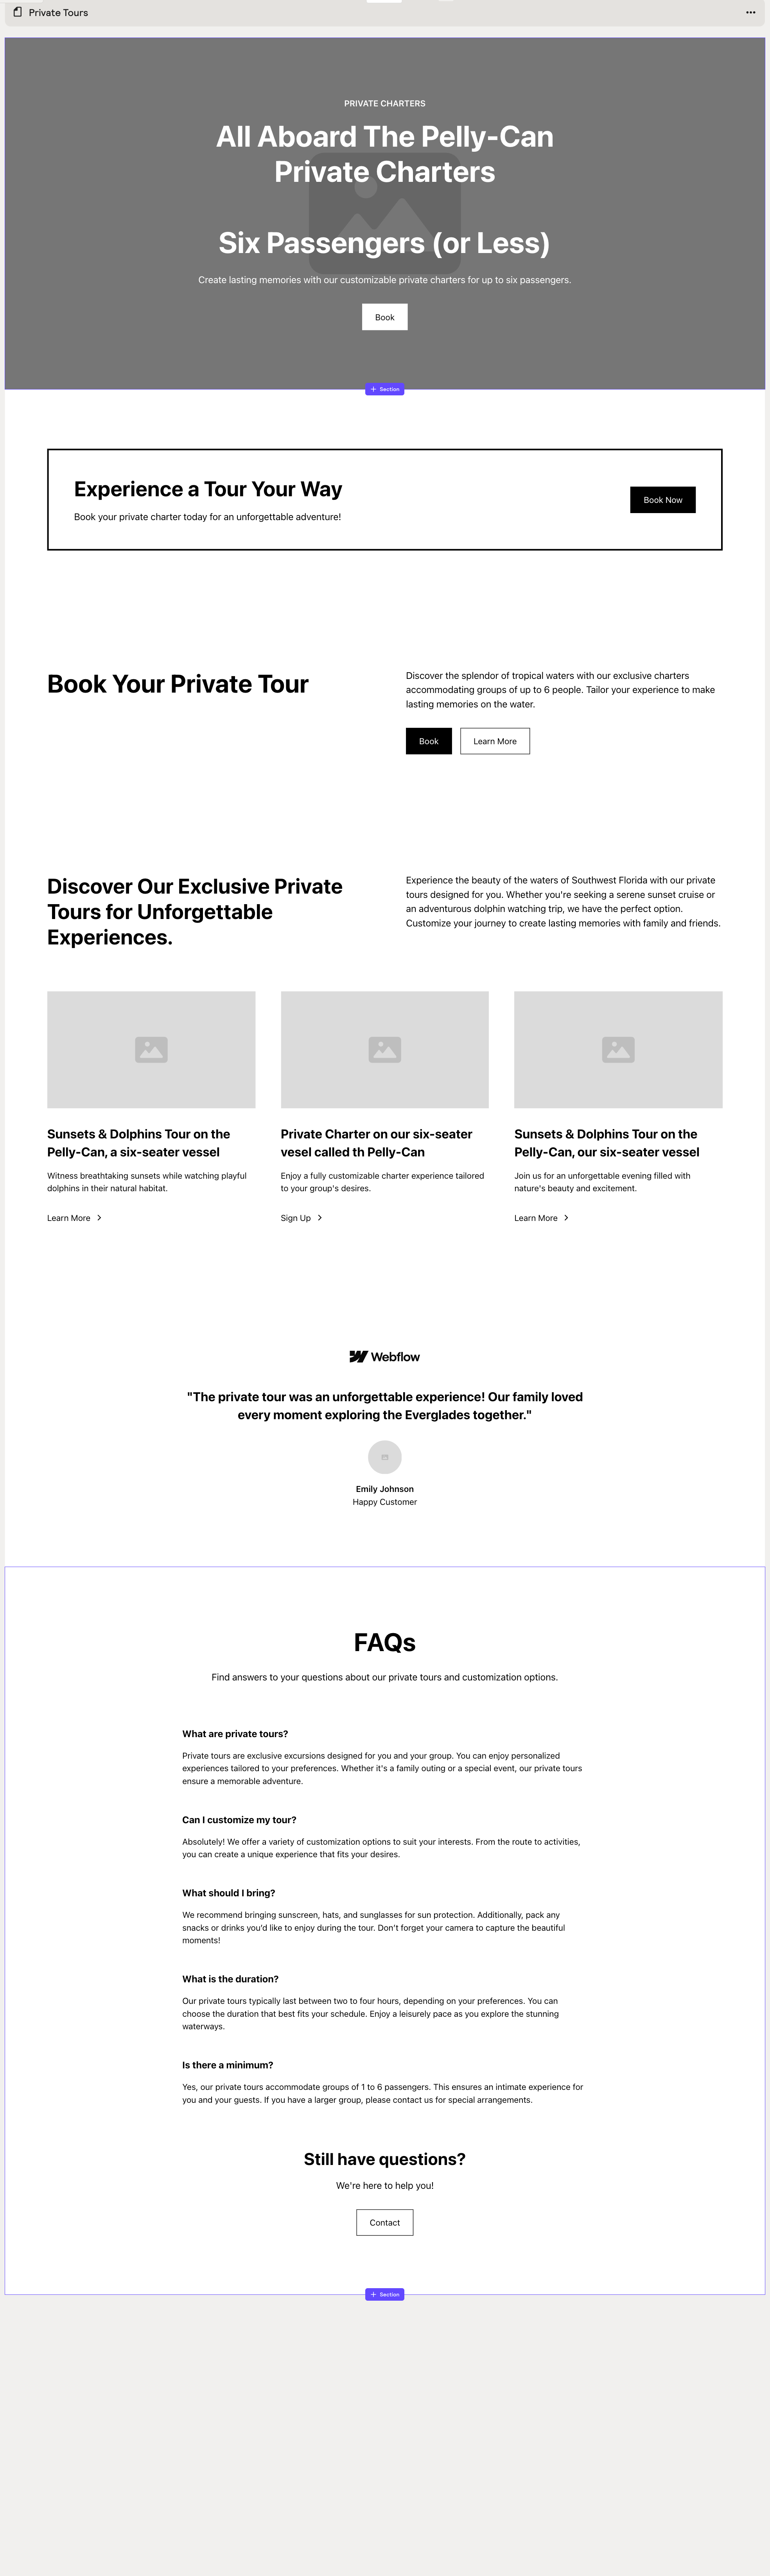 Private Tours
PRIVATE CHARTERS
All Aboard The Pelly-Can
Private Charters
Six Passengers (or Less)
Create lasting memories with our customizable private charters for up to six passengers.
Book
Section
Experience a Tour Your Way
Book your private charter today for an unforgettable adventure!
Book Now
Book Your Private Tour
Discover the splendor of tropical waters with our exclusive charters
accommodating groups of up to 6 people. Tailor your experience to make
lasting memories on the water.
Book
Learn More
Discover Our Exclusive Private
Tours for Unforgettable
Experiences.
Experience the beauty of the waters of Southwest Florida with our private
tours designed for you. Whether you're seeking a serene sunset cruise or
an adventurous dolphin watching trip, we have the perfect option.
Customize your journey to create lasting memories with family and friends.
Sunsets & Dolphins Tour on the
Pelly-Can, a six-seater vessel
Witness breathtaking sunsets while watching playful
dolphins in their natural habitat.
Learn More
Private Charter on our six-seater
vesel called th Pelly-Can
Enjoy a fully customizable charter experience tailored
to your group's desires.
Sign Up
Sunsets & Dolphins Tour on the
Pelly-Can, our six-seater vessel
Join us for an unforgettable evening filled with
nature's beauty and excitement.
Learn More
Webflow
"The private tour was an unforgettable experience! Our family loved
every moment exploring the Everglades together."
Emily Johnson
Happy Customer
FAQs
Find answers to your questions about our private tours and customization options.
What are private tours?
Private tours are exclusive excursions designed for you and your group. You can enjoy personalized
experiences tailored to your preferences. Whether it's a family outing or a special event, our private tours
ensure a memorable adventure.
Can I customize my tour?
Absolutely! We offer a variety of customization options to suit your interests. From the route to activities,
you can create a unique experience that fits your desires.
What should I bring?
We recommend bringing sunscreen, hats, and sunglasses for sun protection. Additionally, pack any
snacks or drinks you'd like to enjoy during the tour. Don't forget your camera to capture the beautiful
moments!
What is the duration?
Our private tours typically last between two to four hours, depending on your preferences. You can
choose the duration that best fits your schedule. Enjoy a leisurely pace as you explore the stunning
waterways.
Is there a minimum?
Yes, our private tours accommodate groups of 1 to 6 passengers. This ensures an intimate experience for
you and your guests. If you have a larger group, please contact us for special arrangements.
Still have questions?
We're here to help you!
Contact
Section